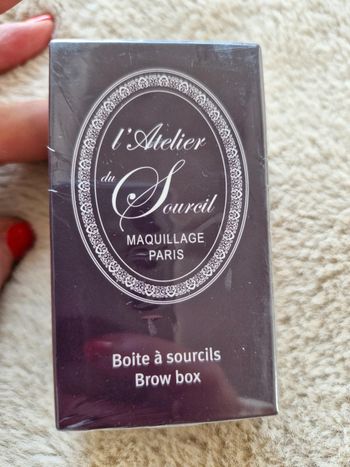 l'Atelier
du Sourcil
MAQUILLAGE
PARIS
Boite à sourcils
Brow box